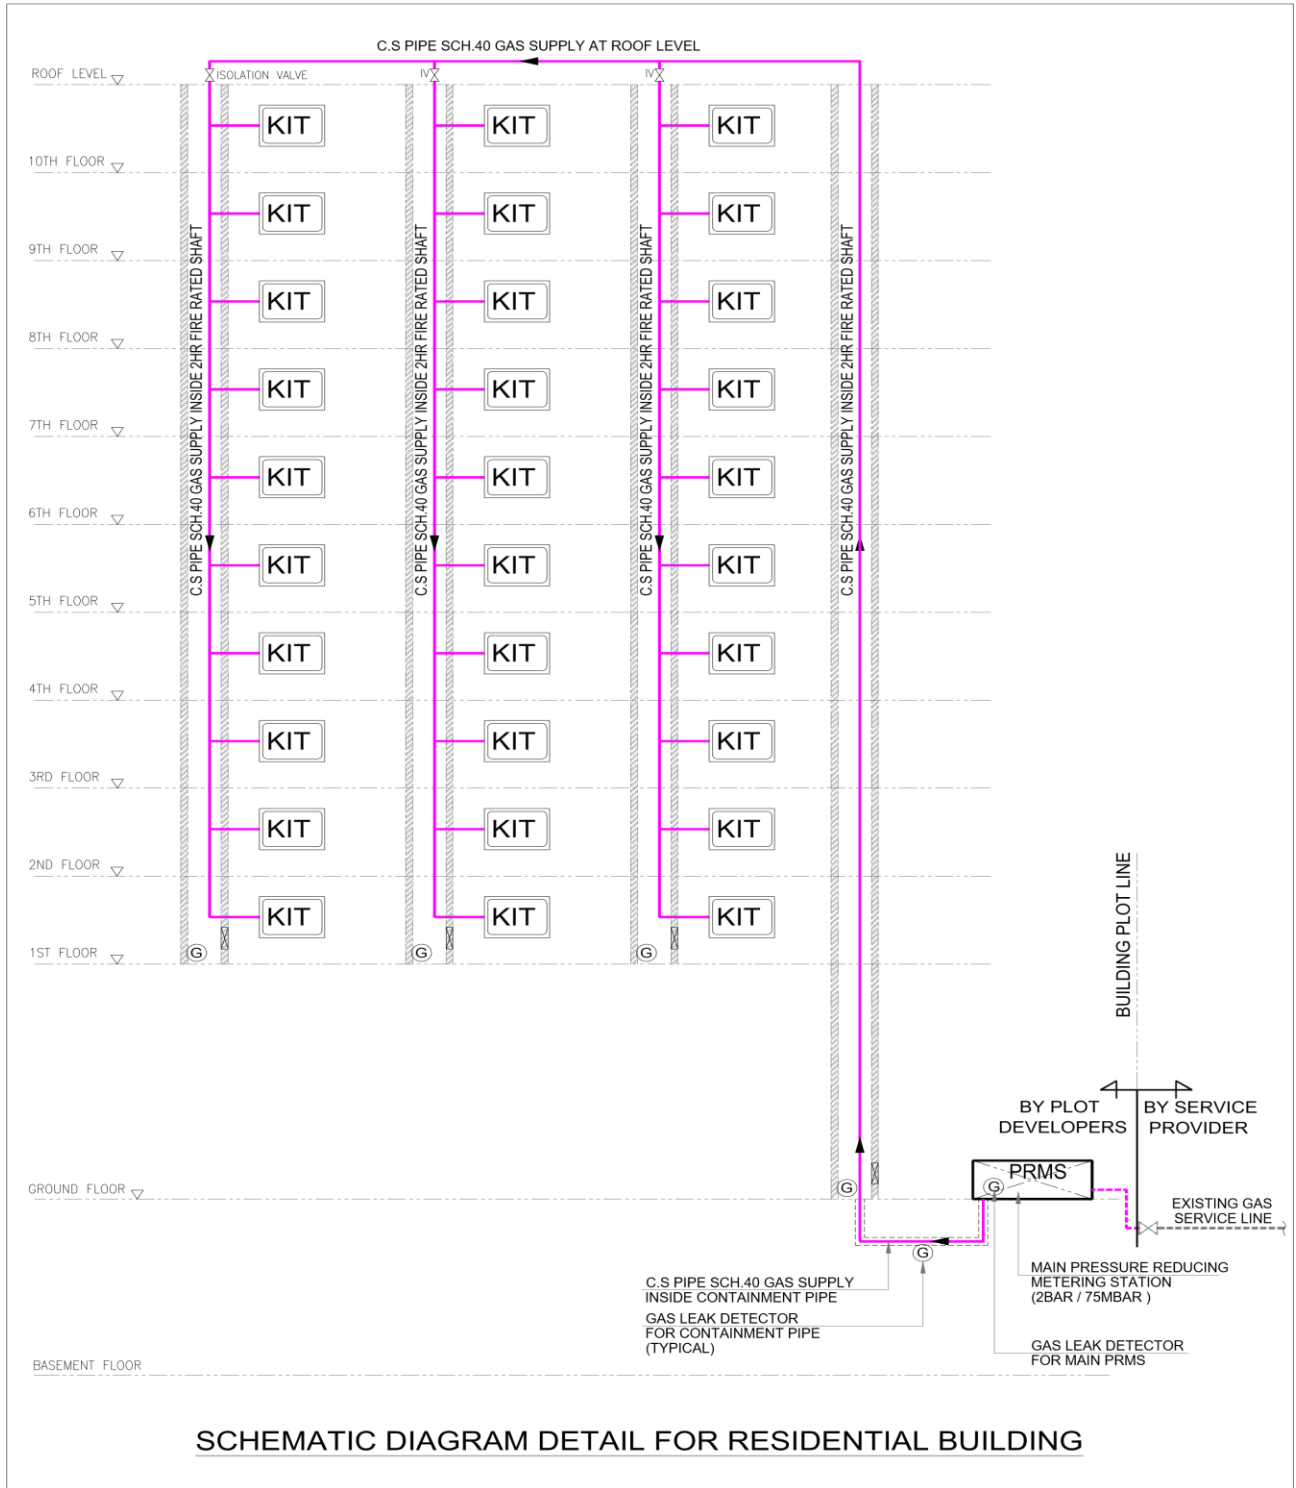 C.S PIPE SCH.40 GAS SUPPLY AT ROOF LEVEL
ROOF LEVEL
ISOLATION VALVE
IV
IV
KIT KIT KIT
10TH FLOOR
KIT KIT KIT
9TH FLOOR
KIT KIT KIT
8TH FLOOR
KIT KIT KIT
7TH FLOOR
KIT KIT KIT
6TH FLOOR
KIT KIT KIT
5TH FLOOR
KIT KIT KIT
4TH FLOOR
KIT KIT KIT
3RD FLOOR
KIT KIT KIT
2ND FLOOR
KIT KIT KIT
1ST FLOOR
G G G
C.S PIPE SCH.40 GAS SUPPLY INSIDE 2HR FIRE RATED SHAFT
C.S PIPE SCH.40 GAS SUPPLY INSIDE 2HR FIRE RATED SHAFT
C.S PIPE SCH.40 GAS SUPPLY INSIDE 2HR FIRE RATED SHAFT
C.S PIPE SCH.40 GAS SUPPLY INSIDE 2HR FIRE RATED SHAFT
BUILDING PLOT LINE
BY PLOT
DEVELOPERS
BY SERVICE
PROVIDER
PRMS
G
G
GROUND FLOOR
EXISTING GAS
SERVICE LINE
G
C.S PIPE SCH.40 GAS SUPPLY
INSIDE CONTAINMENT PIPE
GAS LEAK DETECTOR
FOR CONTAINMENT PIPE
(TYPICAL)
MAIN PRESSURE REDUCING
METERING STATION
(2BAR / 75MBAR )
GAS LEAK DETECTOR
FOR MAIN PRMS
BASEMENT FLOOR
SCHEMATIC DIAGRAM DETAIL FOR RESIDENTIAL BUILDING